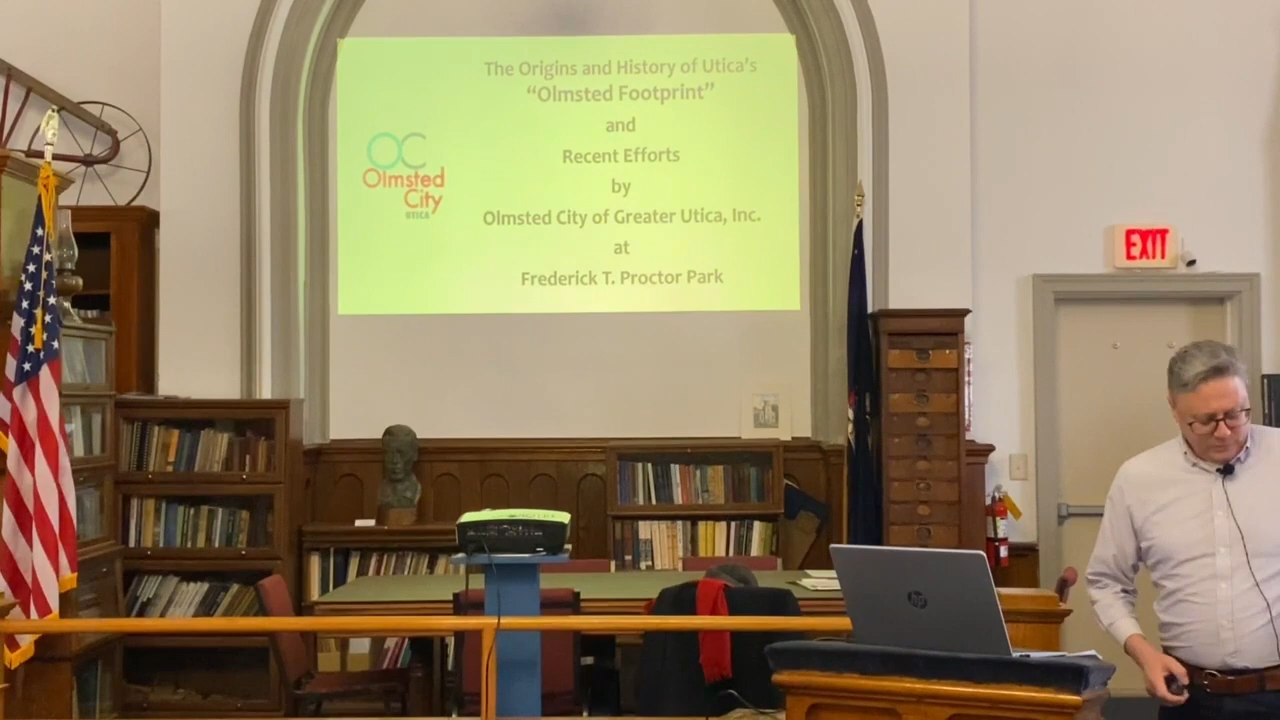 The Origins and History of Utica's
"Olmsted Footprint"
and
Recent Efforts
by
Olmsted City of Greater Utica, Inc.
at
Frederick T. Proctor Park
OC
Olmsted
City
UTICA
EXIT
hp